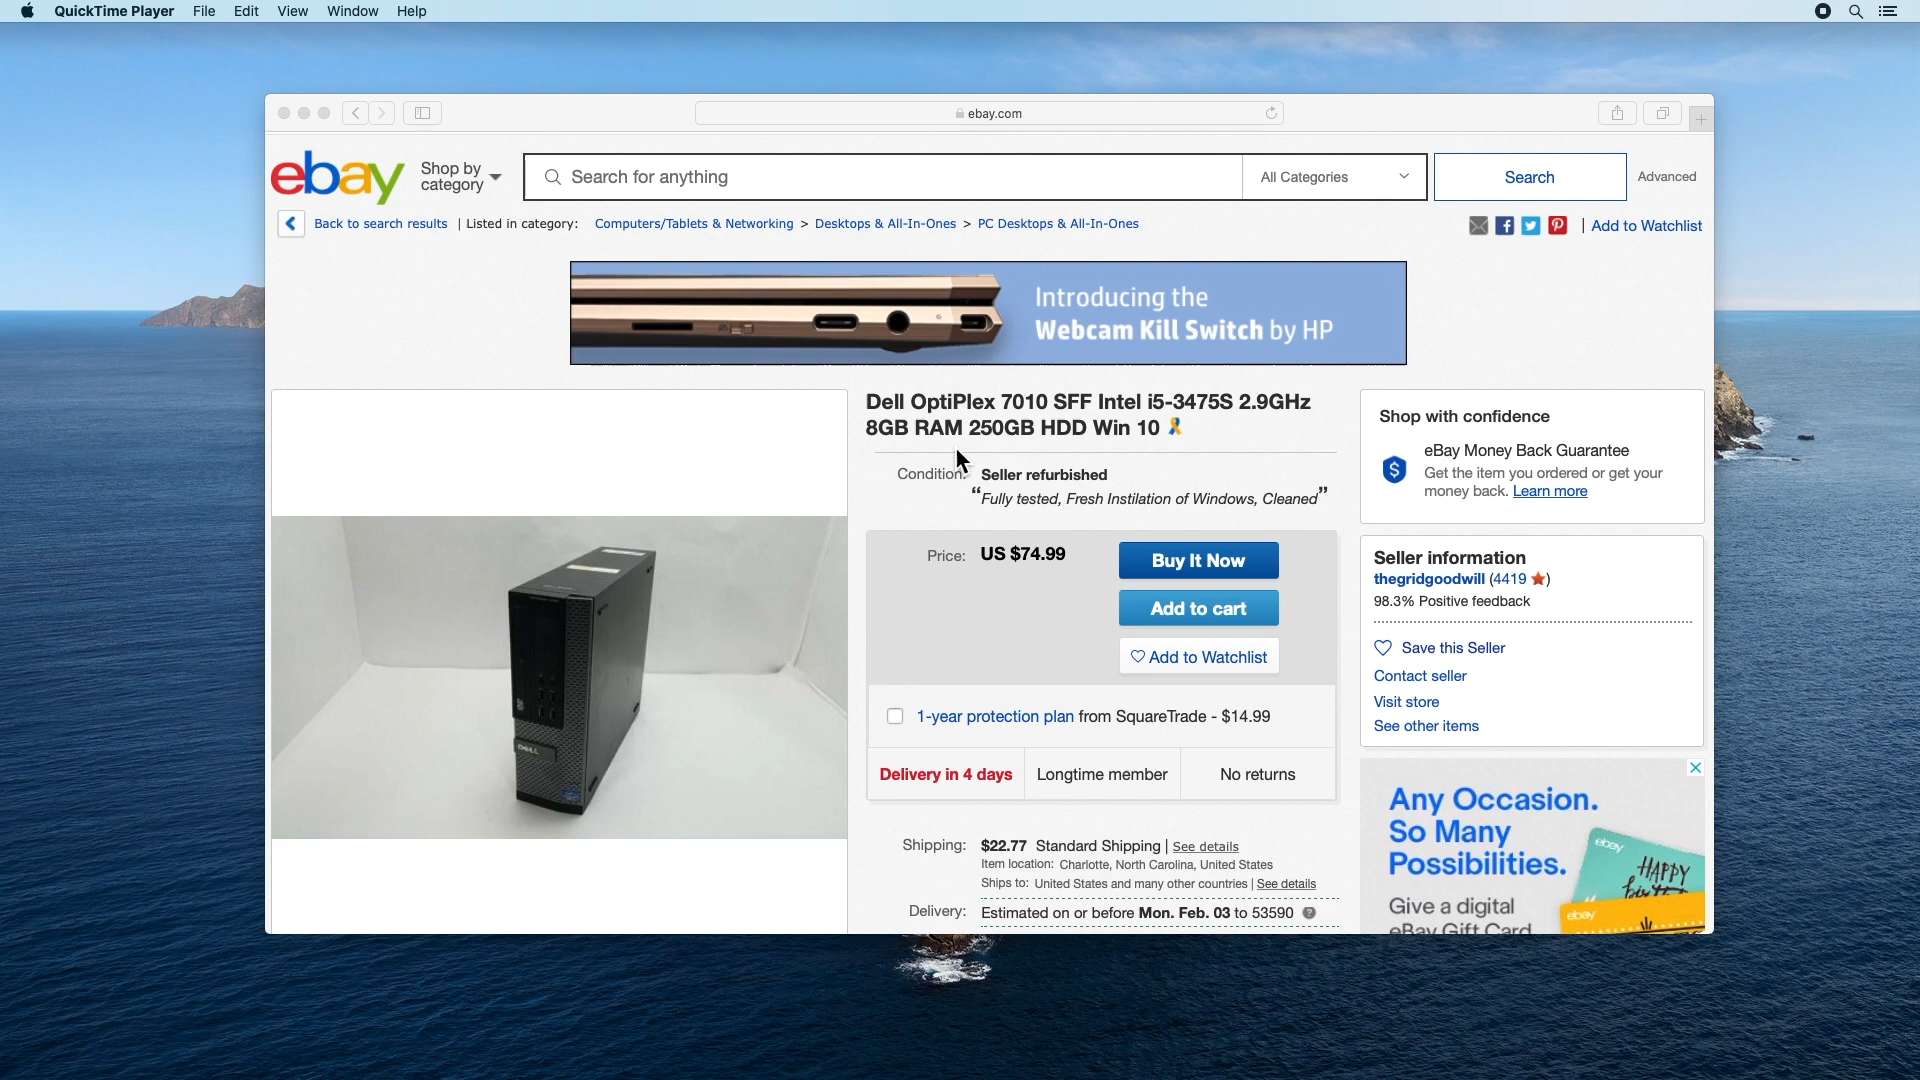 QuickTime Player File Edit View Window Help
ebay.com
ebay Shop by category Search for anything All Categories Search Advanced
Back to search results | Listed in category: Computers/Tablets & Networking > Desktops & All-In-Ones > PC Desktops & All-In-Ones | Add to Watchlist
Introducing the
Webcam Kill Switch by HP
Dell OptiPlex 7010 SFF Intel i5-3475S 2.9GHz
8GB RAM 250GB HDD Win 10
Condition: Seller refurbished
“Fully tested, Fresh Instilation of Windows, Cleaned”
Price: US $74.99
Buy It Now
Add to cart
Add to Watchlist
1-year protection plan from SquareTrade - $14.99
Delivery in 4 days Longtime member No returns
Shipping: $22.77 Standard Shipping | See details
Item location: Charlotte, North Carolina, United States
Ships to: United States and many other countries | See details
Delivery: Estimated on or before Mon. Feb. 03 to 53590
DELL
Shop with confidence
eBay Money Back Guarantee
Get the item you ordered or get your
money back. Learn more
Seller information
thegridgoodwill (4419)
98.3% Positive feedback
Save this Seller
Contact seller
Visit store
See other items
Any Occasion.
So Many
Possibilities.
Give a digital
eBay Gift Card
ebay
HAPPY
birthday
ebay